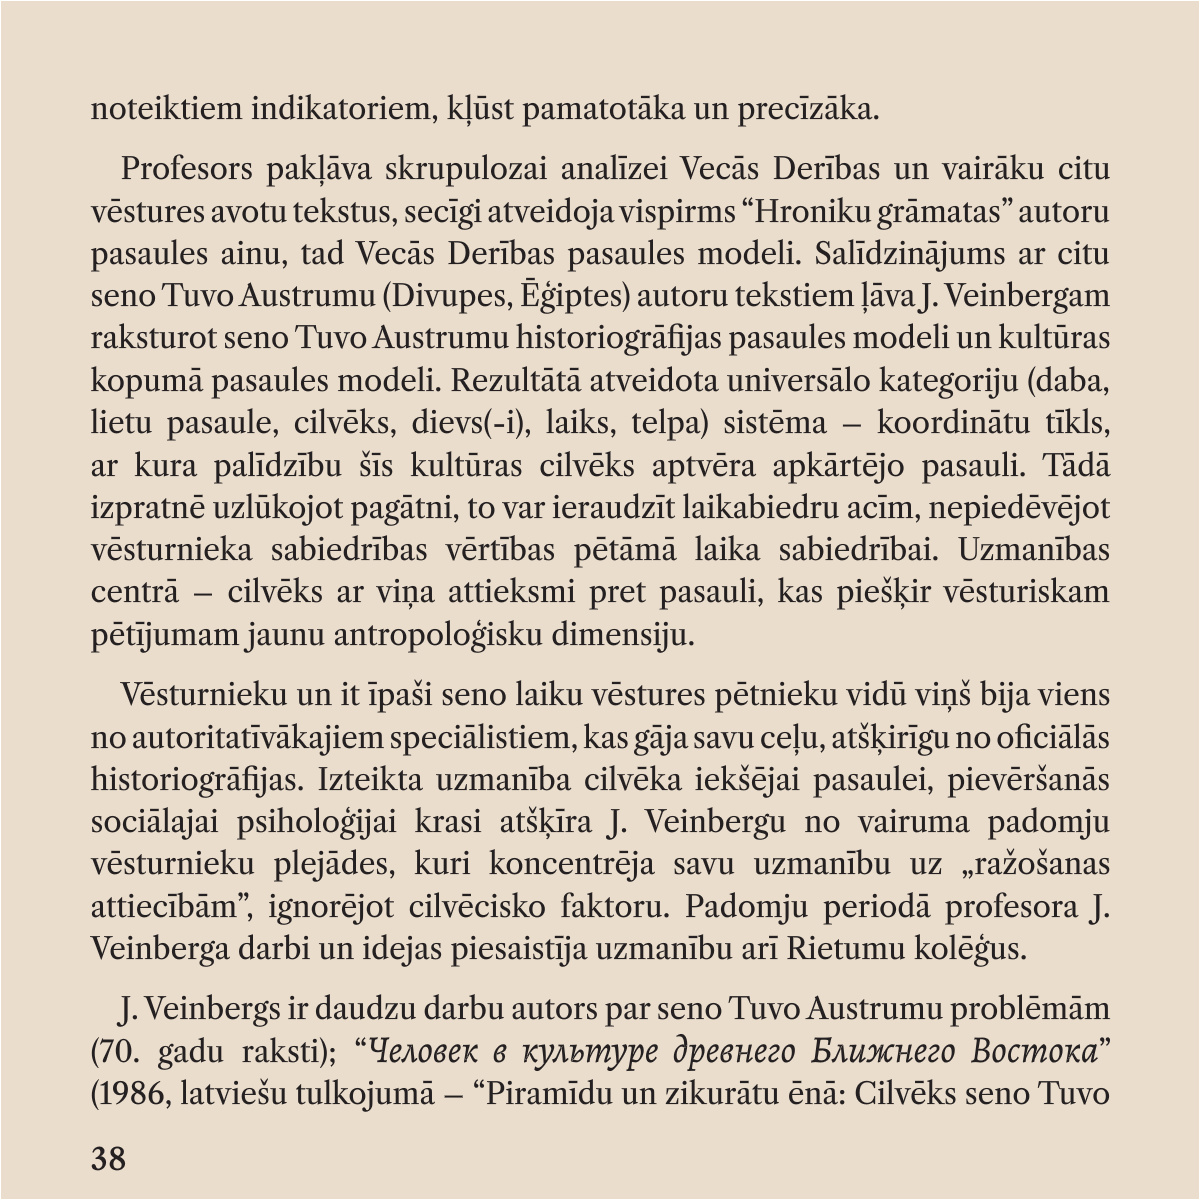 noteiktiem indikatoriem, kļūst pamatotāka un precīzāka.
Profesors pakļāva skrupulozai analīzei Vecās Derības un vairāku citu
vēstures avotu tekstus, secīgi atveidoja vispirms “Hroniku grāmatas” autoru
pasaules ainu, tad Vecās Derības pasaules modeli. Salīdzinājums ar citu
seno Tuvo Austrumu (Divupes, Ēģiptes) autoru tekstiem ļāva J. Veinbergam
raksturot seno Tuvo Austrumu historiogrāfijas pasaules modeli un kultūras
kopumā pasaules modeli. Rezultātā atveidota universālo kategoriju (daba,
lietu pasaule, cilvēks, dievs(-i), laiks, telpa) sistēma – koordinātu tīkls,
ar kura palīdzību šīs kultūras cilvēks aptvēra apkārtējo pasauli. Tādā
izpratnē uzlūkojot pagātni, to var ieraudzīt laikabiedru acīm, nepiedēvējot
vēsturnieka sabiedrības vērtības pētāmā laika sabiedrībai. Uzmanības
centrā – cilvēks ar viņa attieksmi pret pasauli, kas piešķir vēsturiskam
pētījumam jaunu antropoloģisku dimensiju.
Vēsturnieku un it īpaši seno laiku vēstures pētnieku vidū viņš bija viens
no autoritatīvākajiem speciālistiem, kas gāja savu ceļu, atšķirīgu no oficiālās
historiogrāfijas. Izteikta uzmanība cilvēka iekšējai pasaulei, pievēršanās
sociālajai psiholoģijai krasi atšķīra J. Veinbergu no vairuma padomju
vēsturnieku plejādes, kuri koncentrēja savu uzmanību uz „ražošanas
attiecībām”, ignorējot cilvēcisko faktoru. Padomju periodā profesora J.
Veinberga darbi un idejas piesaistīja uzmanību arī Rietumu kolēģus.
J. Veinbergs ir daudzu darbu autors par seno Tuvo Austrumu problēmām
(70. gadu raksti); “Человек в культуре древнего Ближнего Востока”
(1986, latviešu tulkojumā – “Piramīdu un zikurātu ēnā: Cilvēks seno Tuvo
38